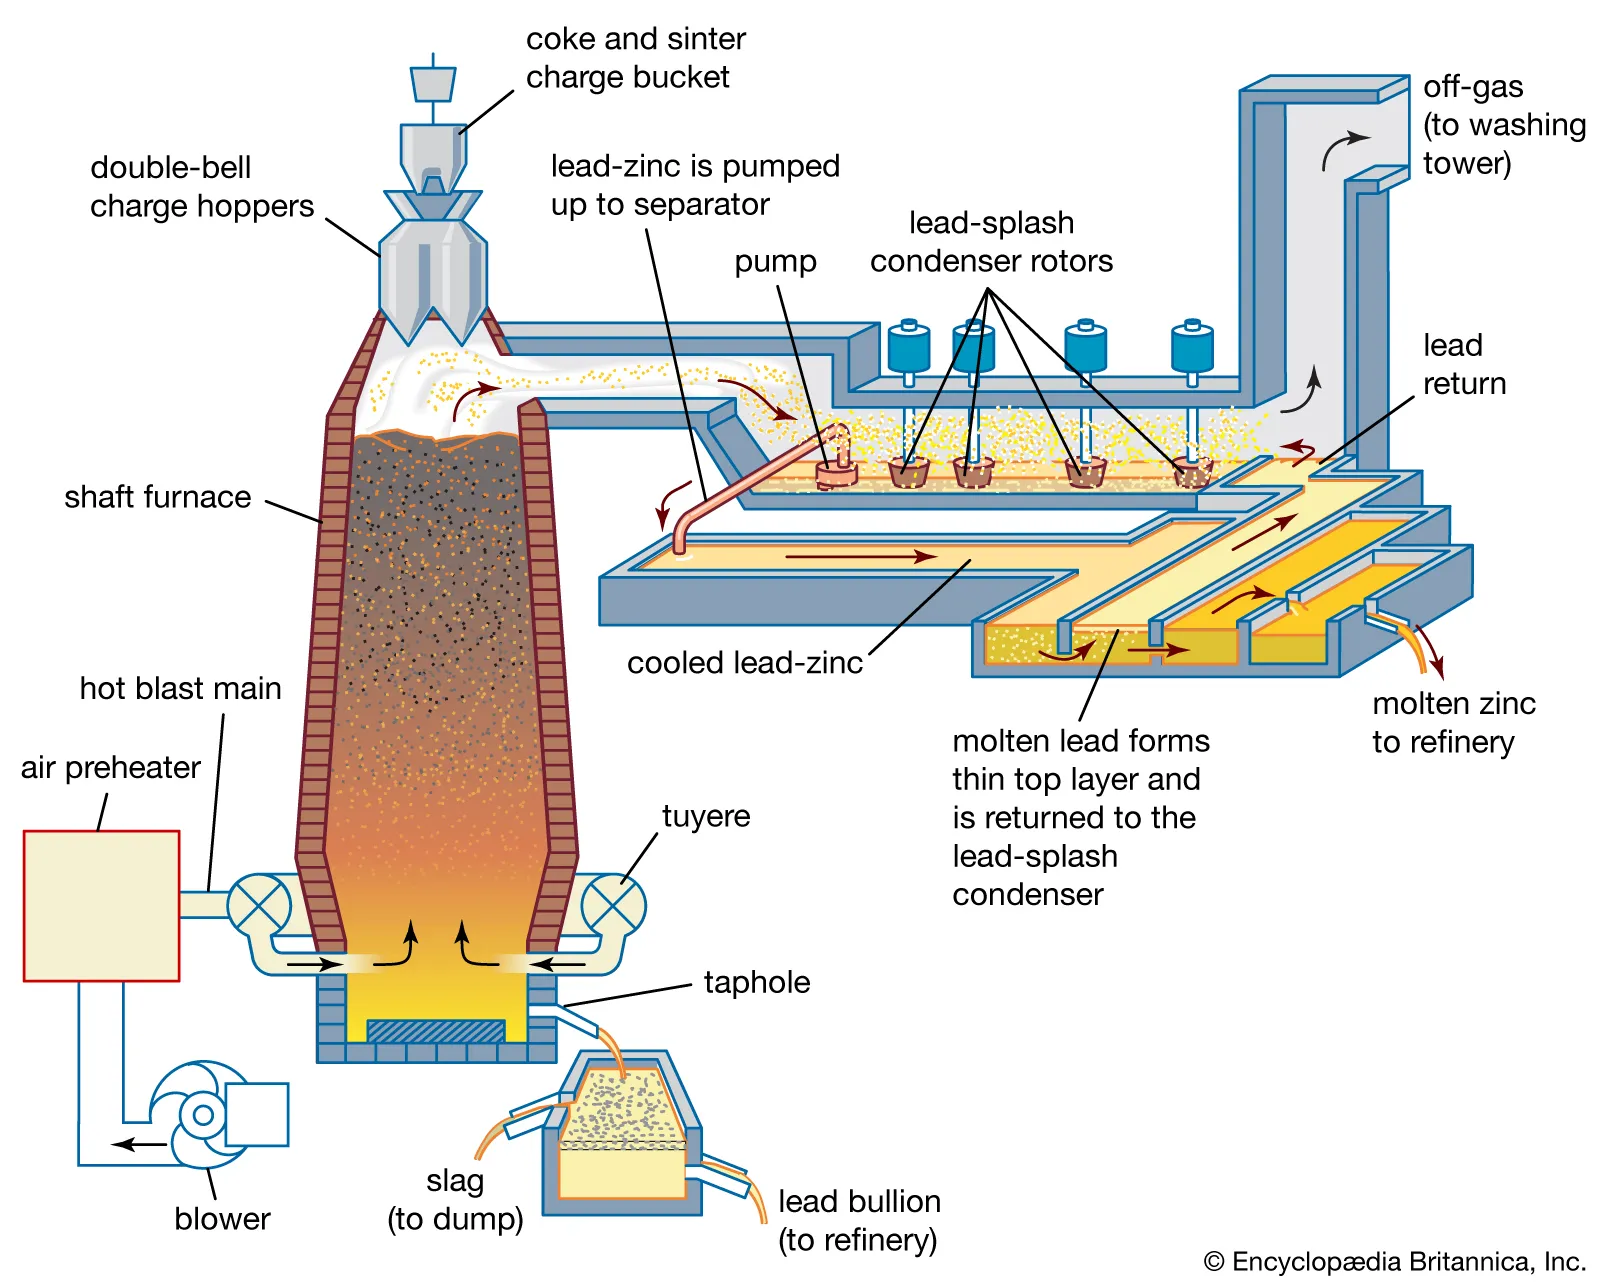 coke and sinter
charge bucket
off-gas
(to washing
tower)
double-bell
charge hoppers
lead-zinc is pumped
up to separator
lead-splash
condenser rotors
pump
lead
return
shaft furnace
cooled lead-zinc
hot blast main
molten zinc
to refinery
molten lead forms
thin top layer and
is returned to the
lead-splash
condenser
air preheater
tuyere
taphole
slag
(to dump)
lead bullion
(to refinery)
blower
© Encyclopædia Britannica, Inc.